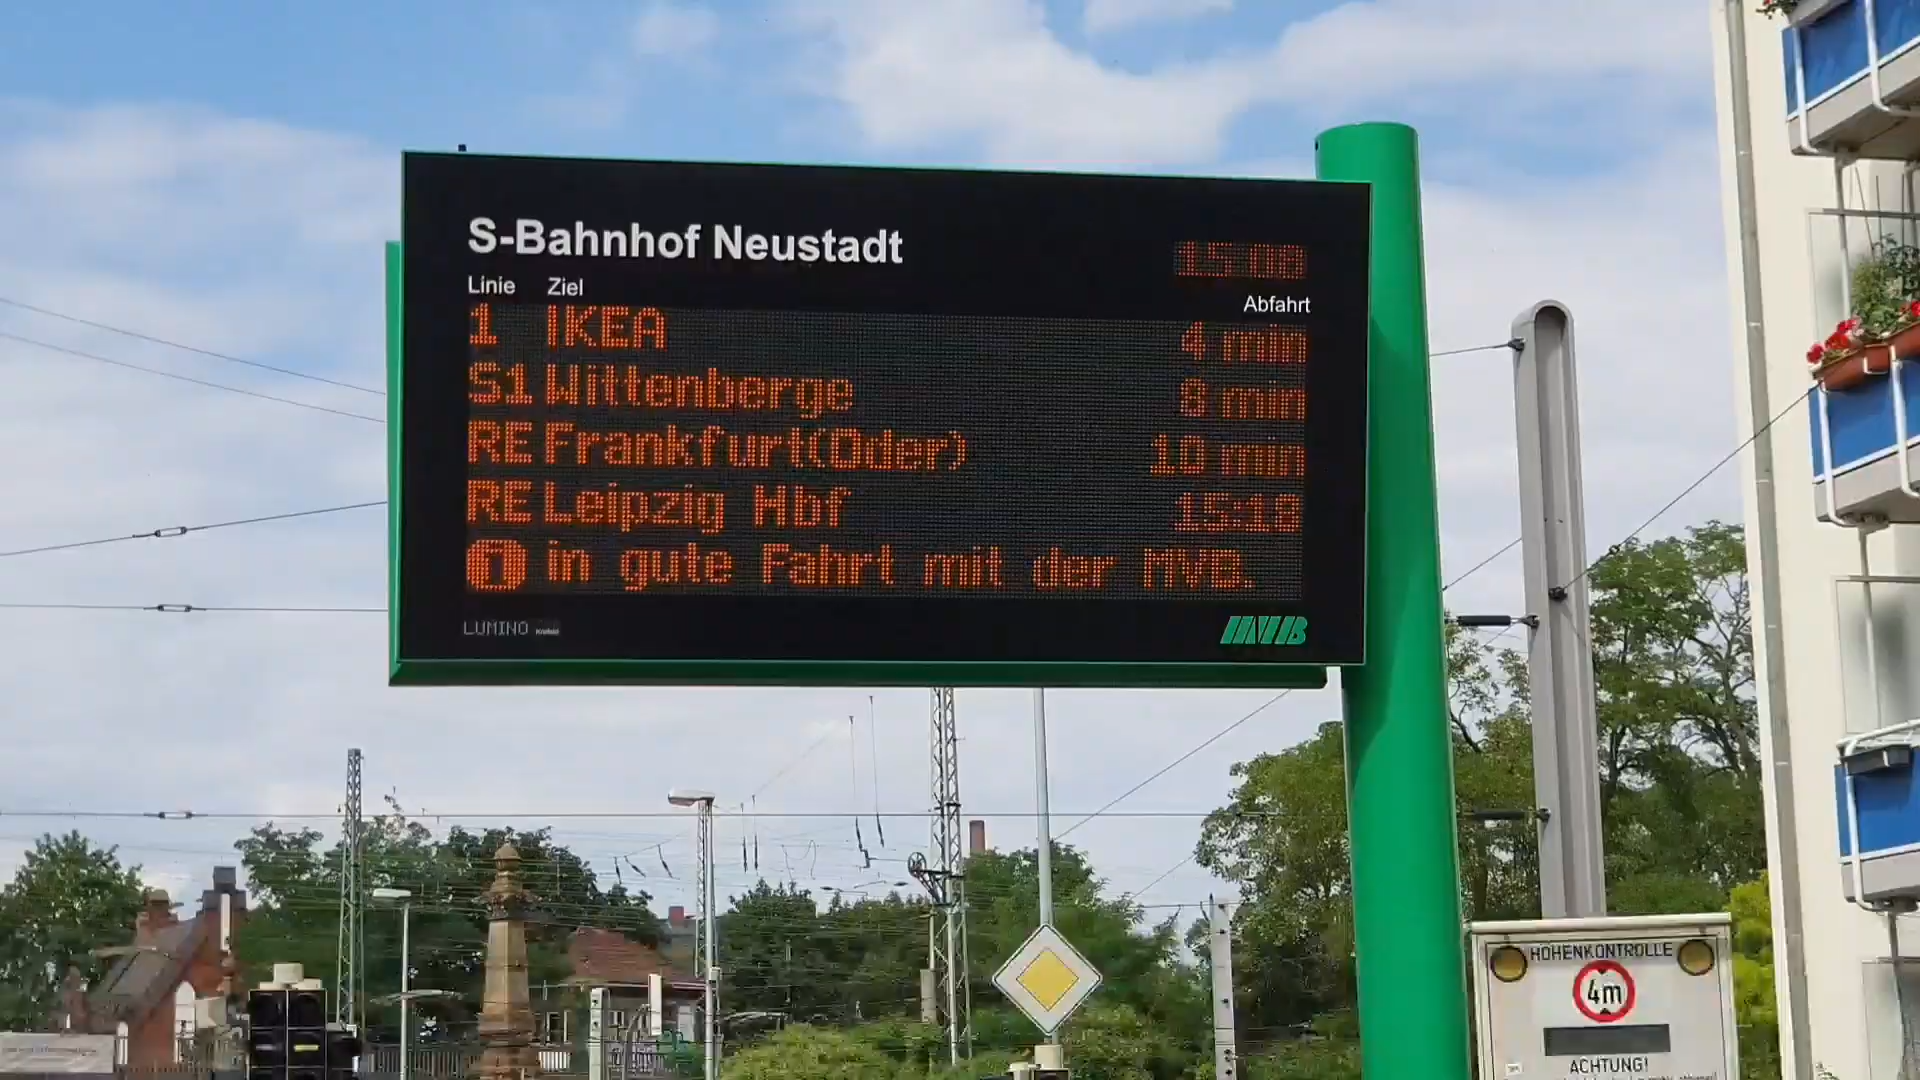 S-Bahnhof Neustadt 15:08
Linie Ziel Abfahrt
1 IKEA 4 min
S1 Wittenberge 8 min
RE Frankfurt(Oder) 10 min
RE Leipzig Hbf 15:18
i in gute Fahrt mit der MVB.
LUMINO Krefeld MVB
HÖHENKONTROLLE
4m
ACHTUNG!